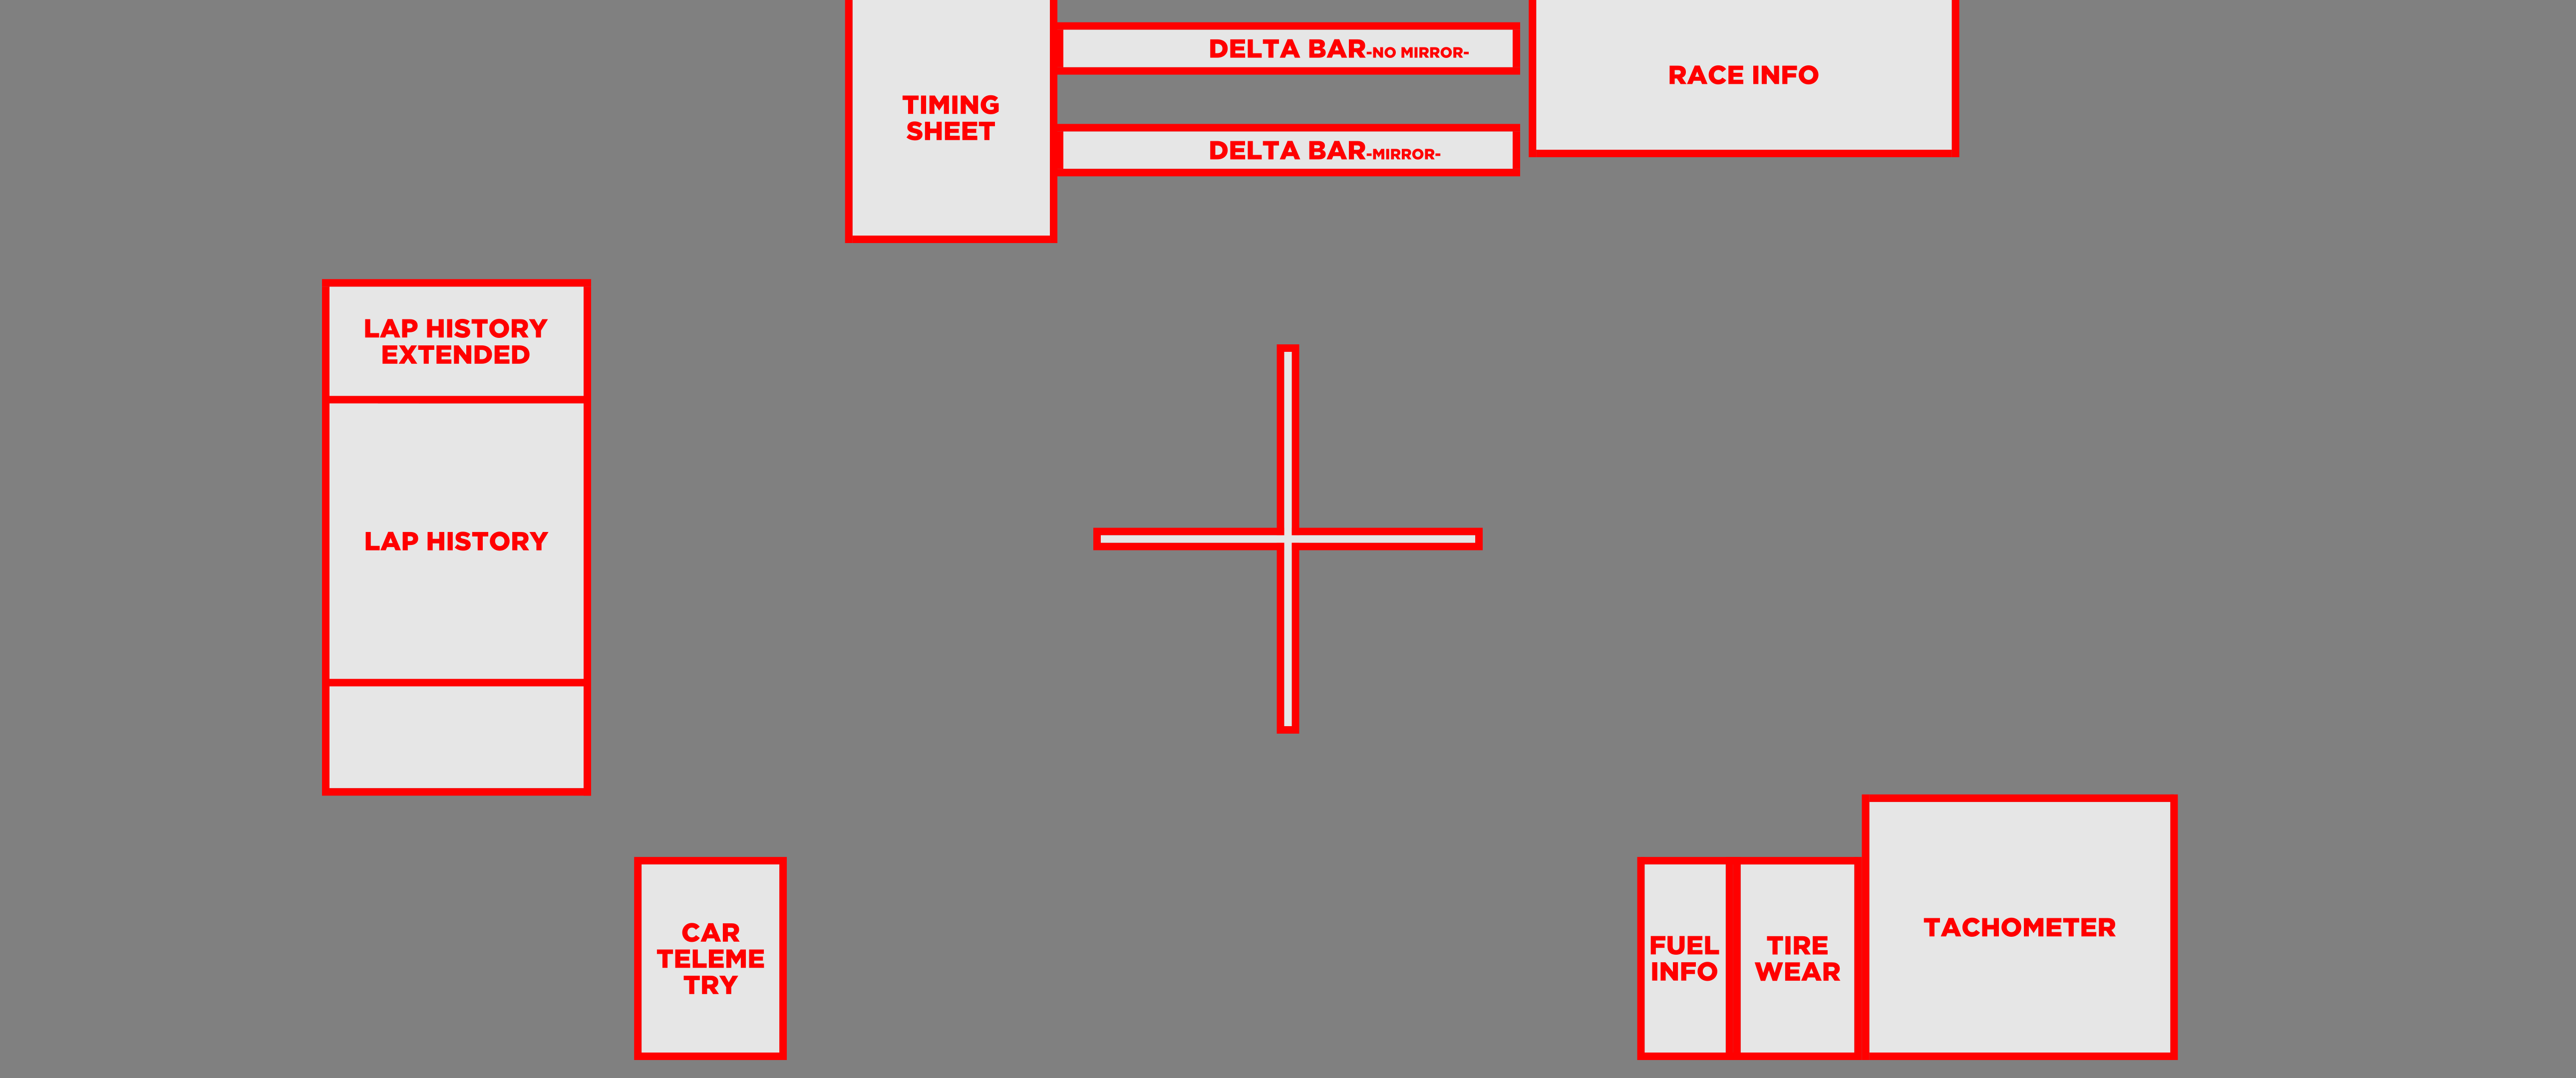 DELTA BAR-NO MIRROR-
RACE INFO
TIMING
SHEET
DELTA BAR-MIRROR-
LAP HISTORY
EXTENDED
LAP HISTORY
CAR
TELEME
TRY
FUEL
INFO
TIRE
WEAR
TACHOMETER